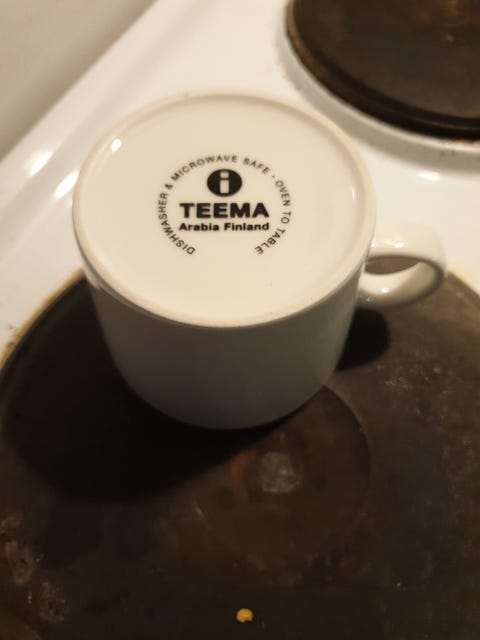 DISHWASHER & MICROWAVE SAFE · OVEN TO TABLE
i
TEEMA
Arabia Finland